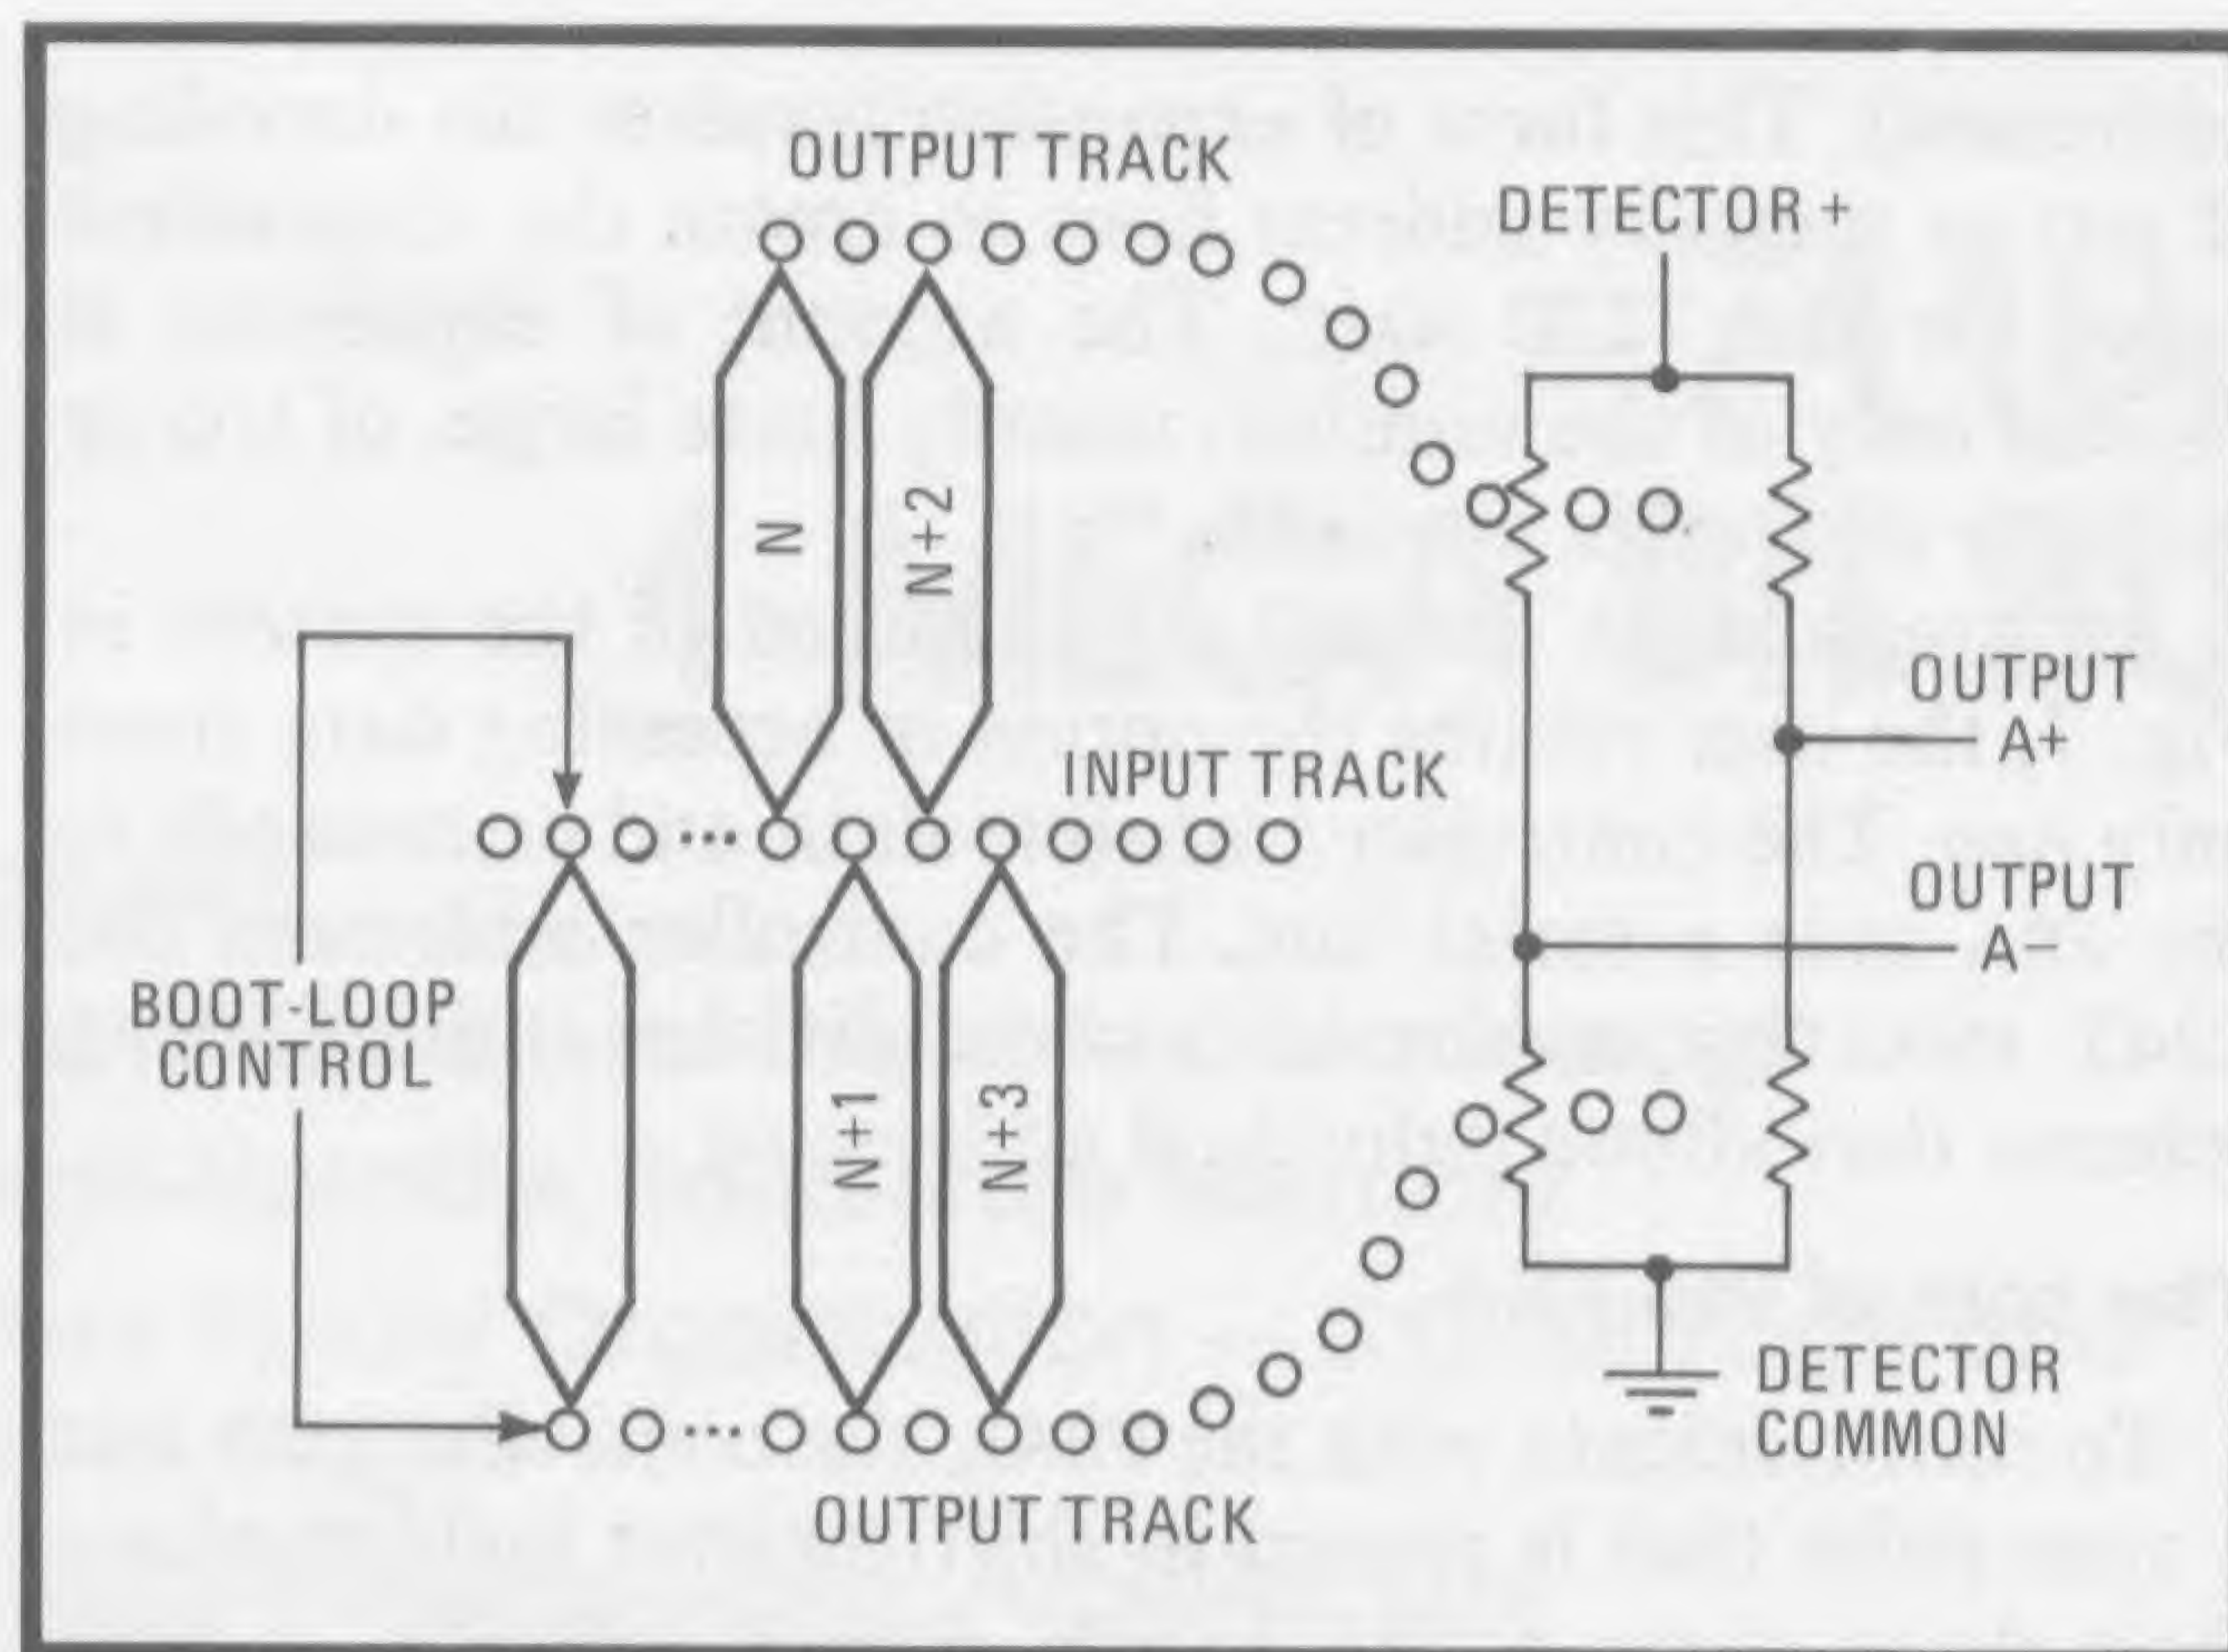 OUTPUT TRACK
DETECTOR +
N
N+2
OUTPUT
A+
INPUT TRACK
OUTPUT
A−
BOOT-LOOP
CONTROL
N+1
N+3
DETECTOR
COMMON
OUTPUT TRACK